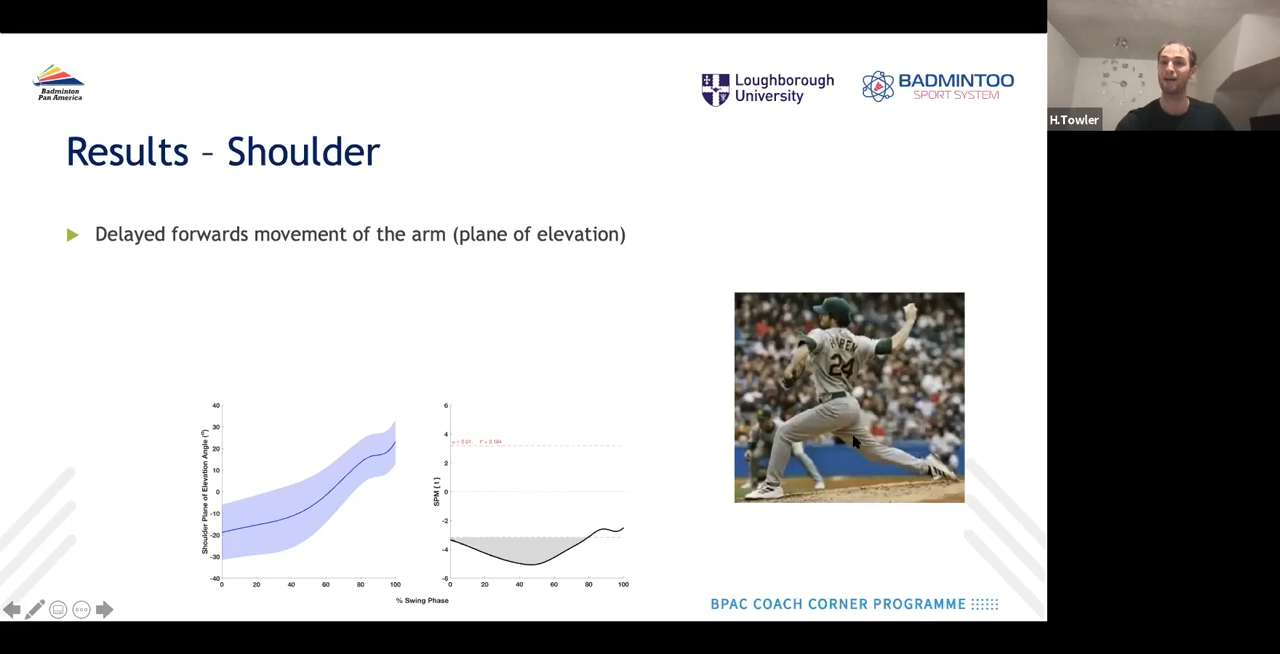 Badminton
Pan America
Loughborough
University
BADMINTOO
SPORT SYSTEM
H.Towler
Results – Shoulder
Delayed forwards movement of the arm (plane of elevation)
24
Shoulder Plane of Elevation Angle (°)
40
30
20
10
0
-10
-20
-30
-40
0
20
40
60
80
100
SPM { t }
6
4
2
0
-2
-4
-6
0
20
40
60
80
100
% Swing Phase
BPAC COACH CORNER PROGRAMME